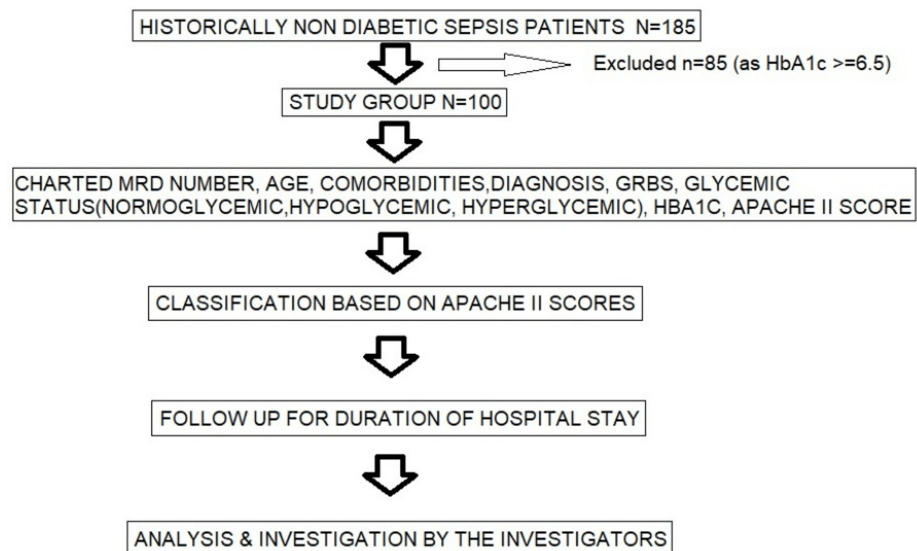 HISTORICALLY NON DIABETIC SEPSIS PATIENTS N=185
Excluded n=85 (as HbA1c >=6.5)
STUDY GROUP N=100
CHARTED MRD NUMBER, AGE, COMORBIDITIES,DIAGNOSIS, GRBS, GLYCEMIC
STATUS(NORMOGLYCEMIC,HYPOGLYCEMIC, HYPERGLYCEMIC), HBA1C, APACHE II SCORE
CLASSIFICATION BASED ON APACHE II SCORES
FOLLOW UP FOR DURATION OF HOSPITAL STAY
ANALYSIS & INVESTIGATION BY THE INVESTIGATORS